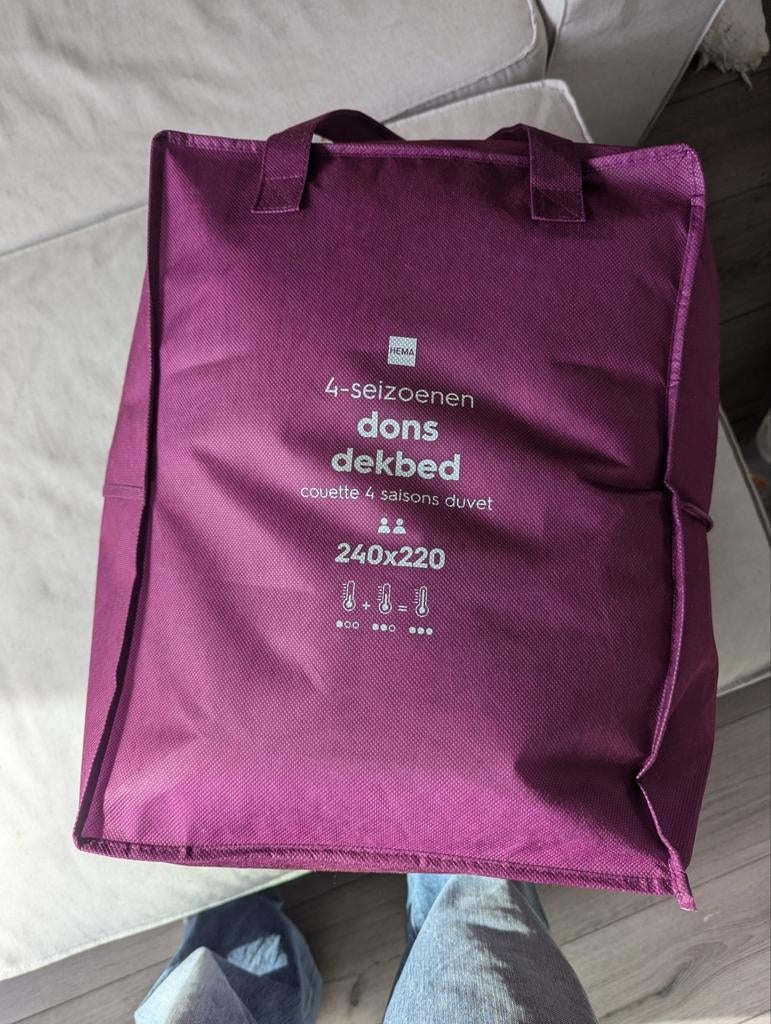 HEMA
4-seizoenen
dons
dekbed
couette 4 saisons duvet
240x220
+ =